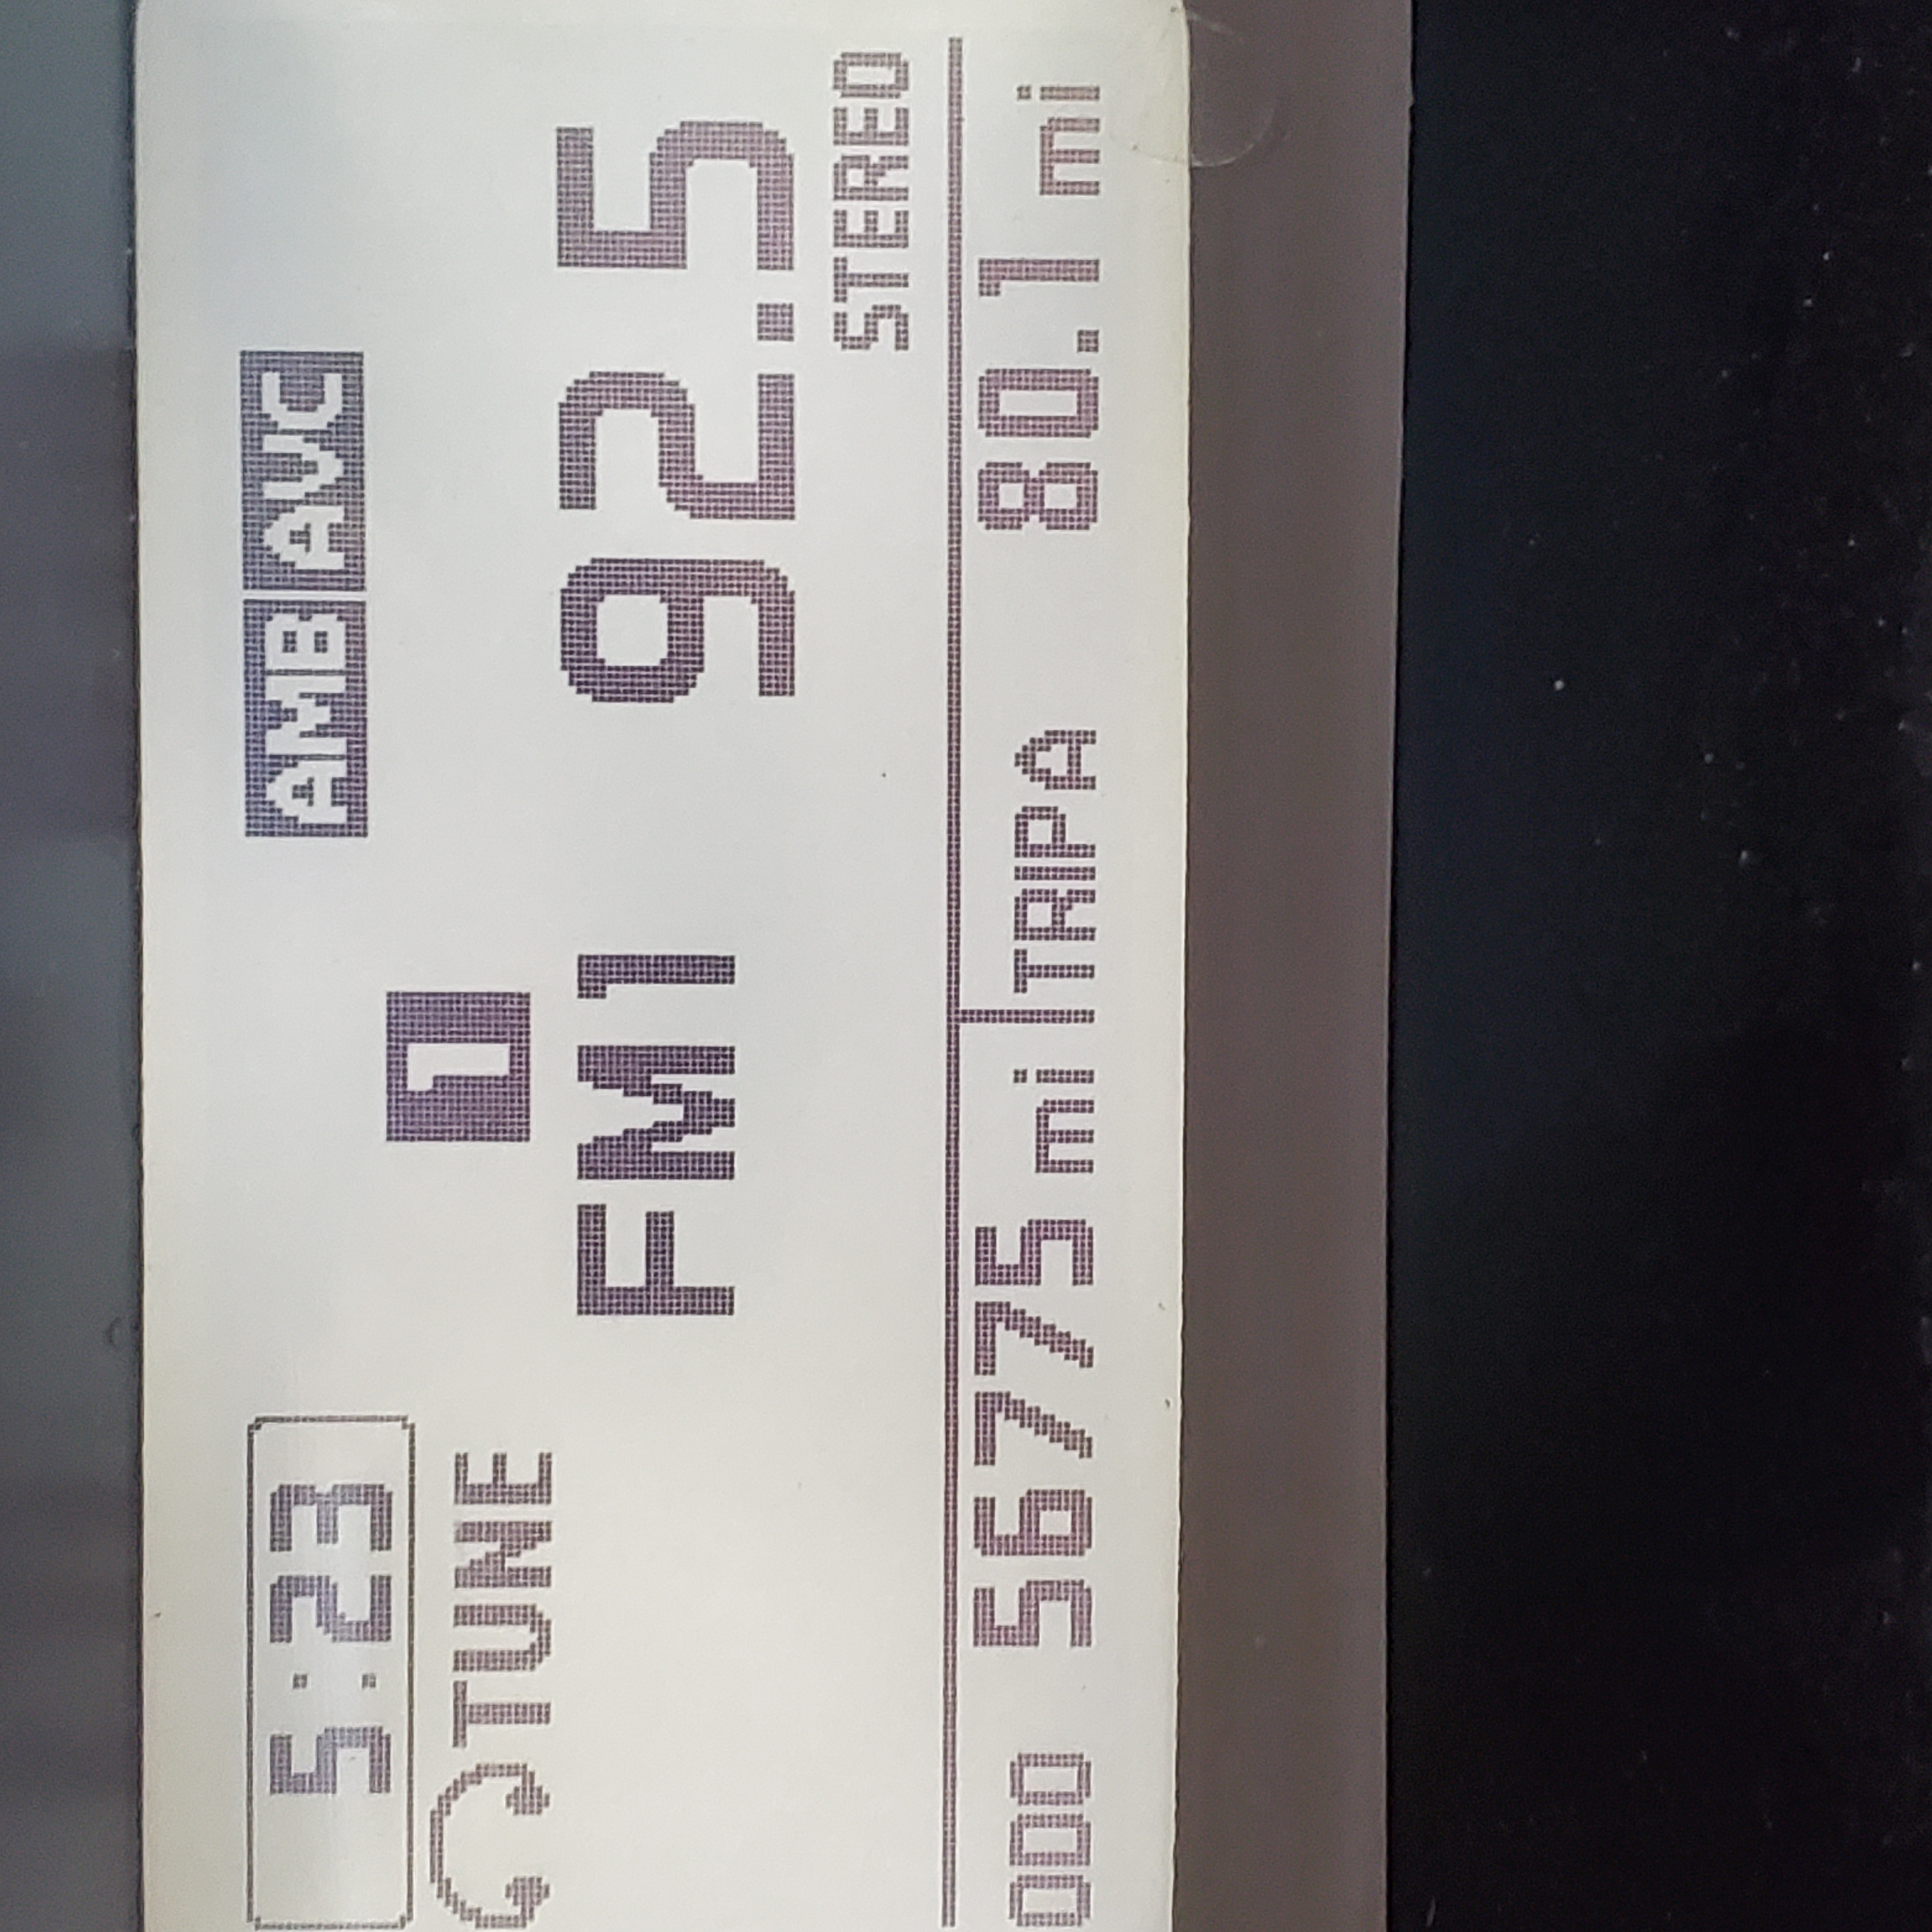 5:23 AMB AVC
TUNE 1
FM1 92.5
STEREO
ODO 56775 mi TRIPA 80.1 mi